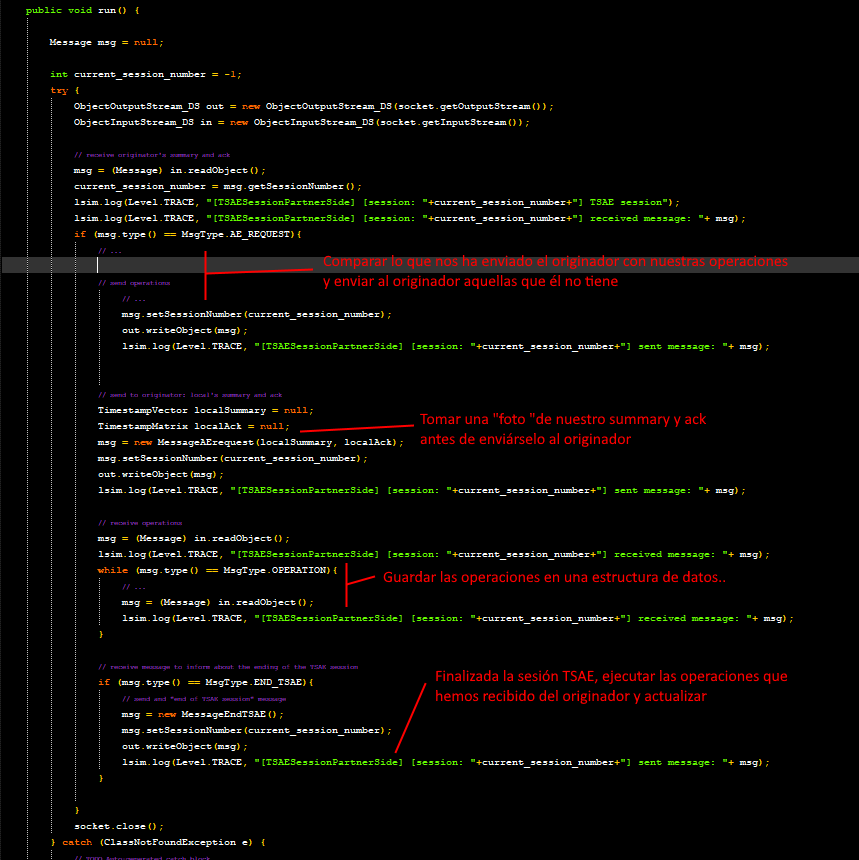 public void run() {
Message msg = null;
int current_session_number = -1;
try {
ObjectOutputStream_DS out = new ObjectOutputStream_DS(socket.getOutputStream());
ObjectInputStream_DS in = new ObjectInputStream_DS(socket.getInputStream());
// receive originator's summary and ack
msg = (Message) in.readObject();
current_session_number = msg.getSessionNumber();
lsim.log(Level.TRACE, "[TSAESessionPartnerSide] [session: "+current_session_number+"] TSAE session");
lsim.log(Level.TRACE, "[TSAESessionPartnerSide] [session: "+current_session_number+"] received message: "+ msg);
if (msg.type() == MsgType.AE_REQUEST){
// ...
Comparar lo que nos ha enviado el originador con nuestras operaciones
y enviar al originador aquellas que él no tiene
// send operations
// ...
msg.setSessionNumber(current_session_number);
out.writeObject(msg);
lsim.log(Level.TRACE, "[TSAESessionPartnerSide] [session: "+current_session_number+"] sent message: "+ msg);
// send to originator: local's summary and ack
TimestampVector localSummary = null;
TimestampMatrix localAck = null;
Tomar una "foto "de nuestro summary y ack
antes de enviárselo al originador
msg = new MessageAErequest(localSummary, localAck);
msg.setSessionNumber(current_session_number);
out.writeObject(msg);
lsim.log(Level.TRACE, "[TSAESessionPartnerSide] [session: "+current_session_number+"] sent message: "+ msg);
// receive operations
msg = (Message) in.readObject();
lsim.log(Level.TRACE, "[TSAESessionPartnerSide] [session: "+current_session_number+"] received message: "+ msg);
while (msg.type() == MsgType.OPERATION){
Guardar las operaciones en una estructura de datos..
// ...
msg = (Message) in.readObject();
lsim.log(Level.TRACE, "[TSAESessionPartnerSide] [session: "+current_session_number+"] received message: "+ msg);
}
// receive message to inform about the ending of the TSAE session
if (msg.type() == MsgType.END_TSAE){
Finalizada la sesión TSAE, ejecutar las operaciones que
hemos recibido del originador y actualizar
// send and "end of TSAE session" message
msg = new MessageEndTSAE();
msg.setSessionNumber(current_session_number);
out.writeObject(msg);
lsim.log(Level.TRACE, "[TSAESessionPartnerSide] [session: "+current_session_number+"] sent message: "+ msg);
}
}
socket.close();
} catch (ClassNotFoundException e) {
// TODO Auto-generated catch block